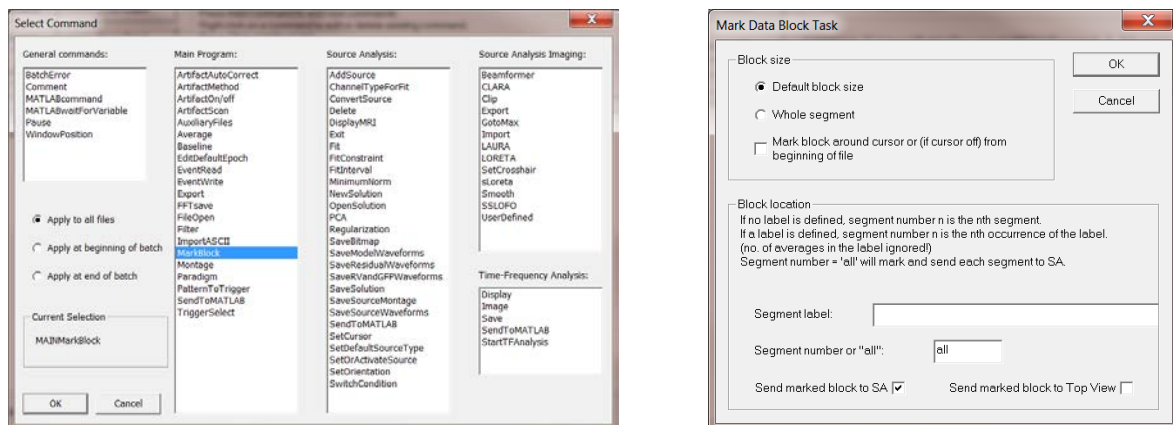 Select Command
General commands:
BatchError
Comment
MATLABcommand
MATLABwaitForVariable
Pause
WindowPosition
Apply to all files
Apply at beginning of batch
Apply at end of batch
Current Selection
MAINMarkBlock
OK
Cancel
Main Program:
ArtifactAutoCorrect
ArtifactMethod
ArtifactOn/off
ArtifactScan
AuxiliaryFiles
Average
Baseline
EditDefaultEpoch
EventRead
EventWrite
Export
FFTsave
FileOpen
Filter
ImportASCII
MarkBlock
Montage
Paradigm
PatternToTrigger
SendToMATLAB
TriggerSelect
Source Analysis:
AddSource
ChannelTypeForFit
ConvertSource
Delete
DisplayMRI
Exit
Fit
FitConstraint
FitInterval
MinimumNorm
NewSolution
OpenSolution
PCA
Regularization
SaveBitmap
SaveModelWaveforms
SaveResidualWaveforms
SaveRVandGFPWaveforms
SaveSolution
SaveSourceMontage
SaveSourceWaveforms
SendToMATLAB
SetCursor
SetDefaultSourceType
SetOrActivateSource
SetOrientation
SwitchCondition
Source Analysis Imaging:
Beamformer
CLARA
Clip
Export
GotoMax
Import
LAURA
LORETA
SetCrosshair
sLoreta
Smooth
SSLOFO
UserDefined
Time-Frequency Analysis:
Display
Image
Save
SendToMATLAB
StartTFAnalysis
Mark Data Block Task
Block size
Default block size
Whole segment
Mark block around cursor or (if cursor off) from
beginning of file
OK
Cancel
Block location
If no label is defined, segment number n is the nth segment.
If a label is defined, segment number n is the nth occurrence of the label.
(no. of averages in the label ignored!)
Segment number = 'all' will mark and send each segment to SA.
Segment label:
Segment number or "all":
all
Send marked block to SA
Send marked block to Top View